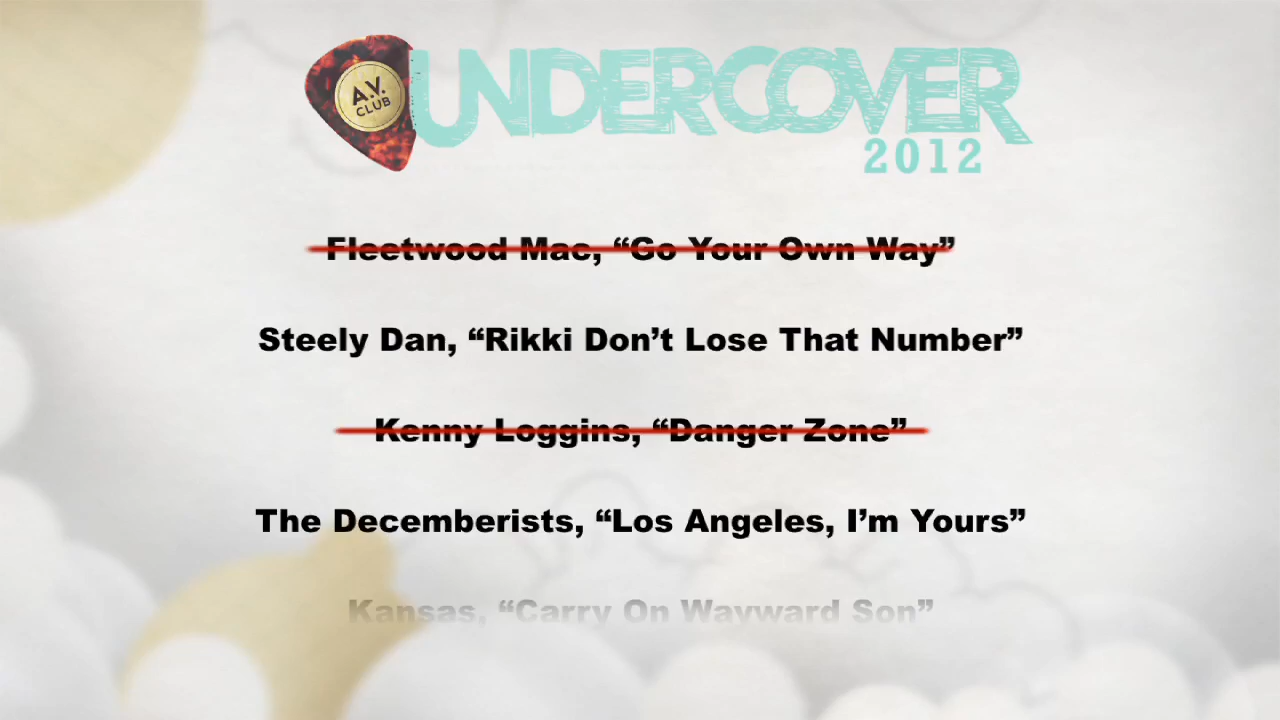 A.V.
CLUB
UNDERCOVER
2012
Fleetwood Mac, “Go Your Own Way”
Steely Dan, “Rikki Don’t Lose That Number”
Kenny Loggins, “Danger Zone”
The Decemberists, “Los Angeles, I’m Yours”
Kansas, “Carry On Wayward Son”